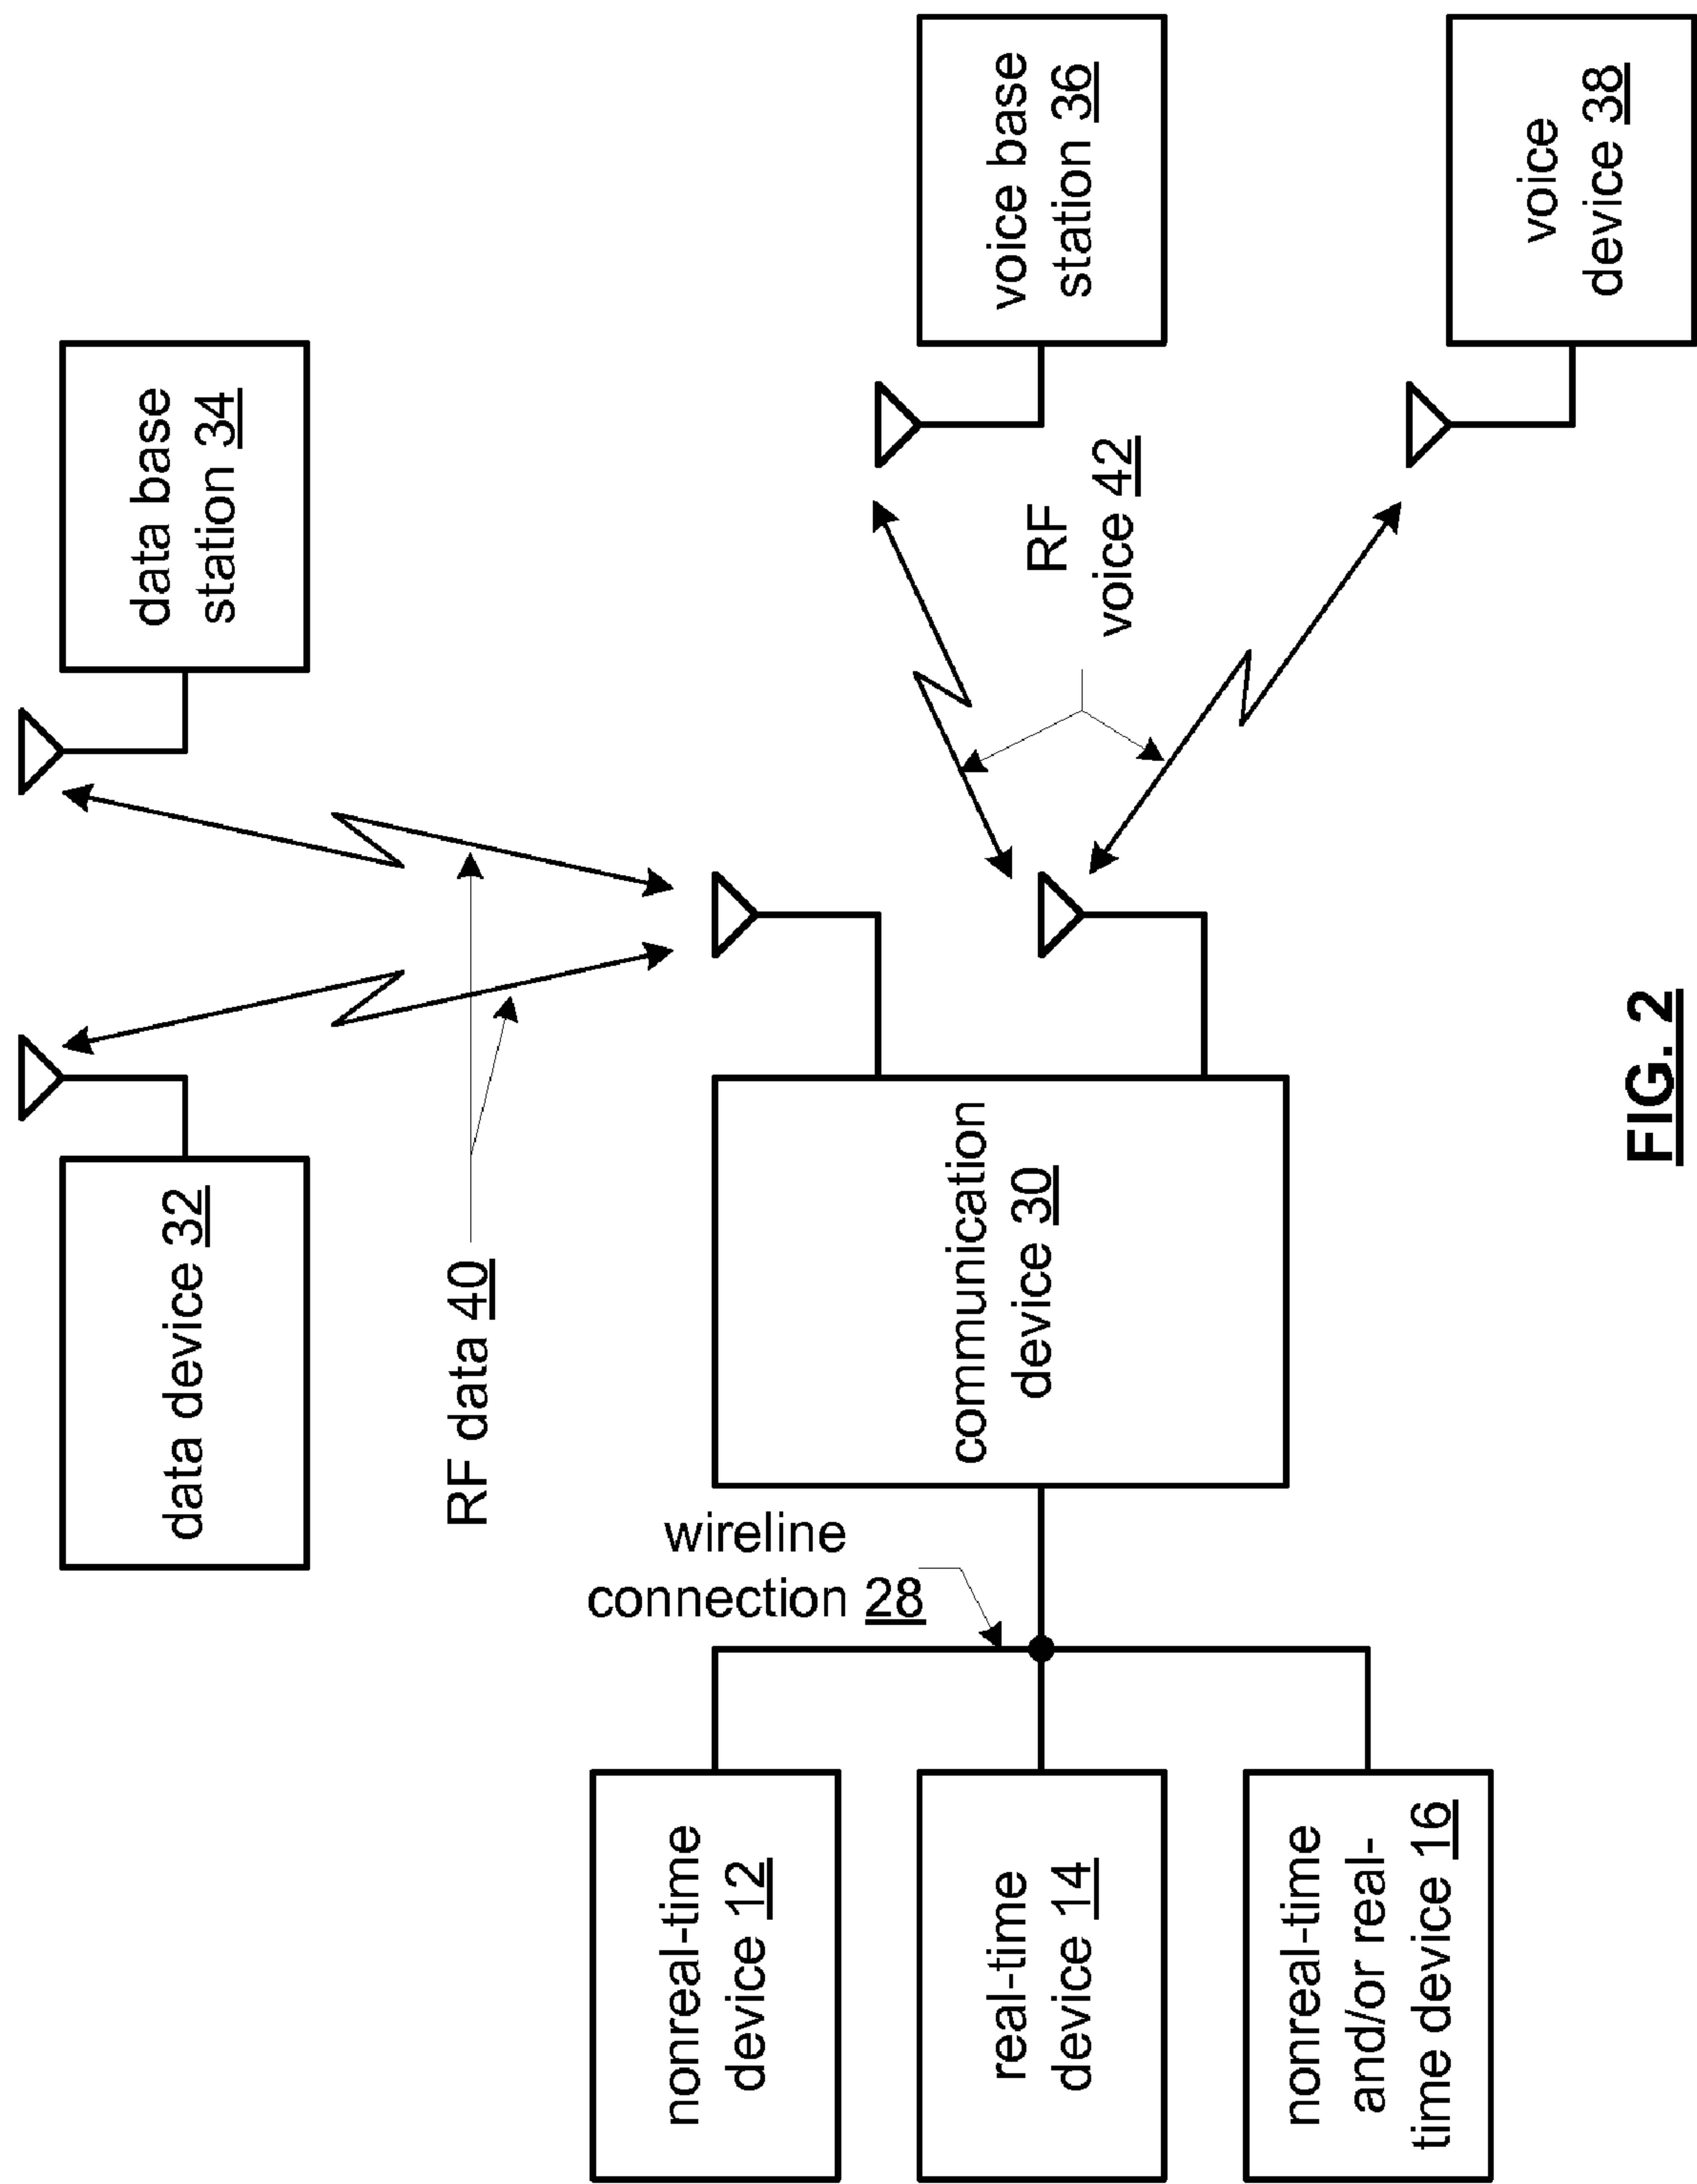 data device 32
data base
station 34
RF data 40
wireline
connection 28
nonreal-time
device 12
communication
device 30
RF
voice 42
voice base
station 36
real-time
device 14
nonreal-time
and/or real-
time device 16
voice
device 38
FIG. 2